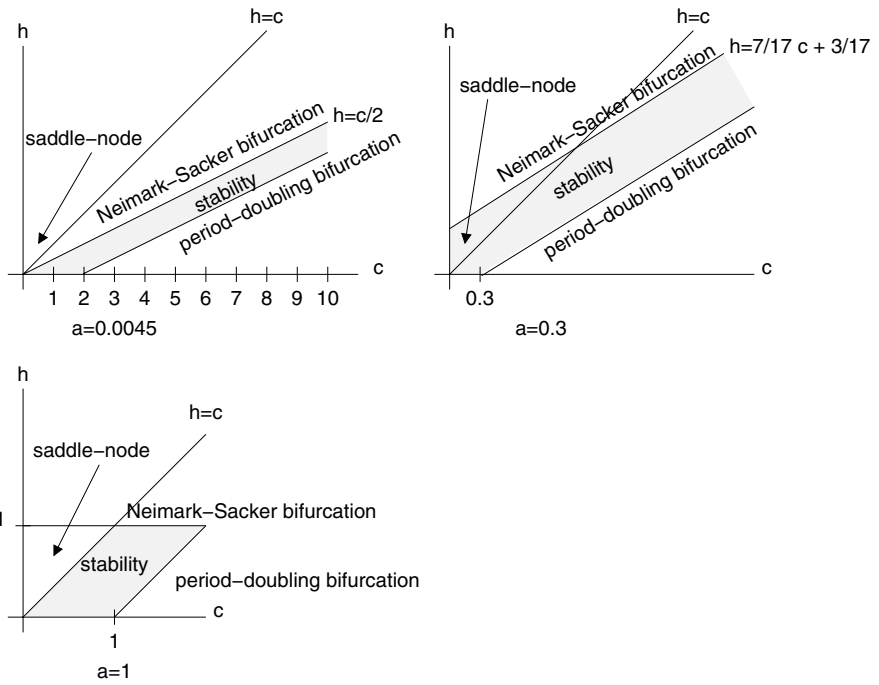 h
h=c
saddle−node
Neimark−Sacker bifurcation
h=c/2
stability
period−doubling bifurcation
c
1 2 3 4 5 6 7 8 9 10
a=0.0045
h
h=c
h=7/17 c + 3/17
saddle−node
Neimark−Sacker bifurcation
stability
period−doubling bifurcation
c
0.3
a=0.3
h
h=c
saddle−node
1
Neimark−Sacker bifurcation
stability
period−doubling bifurcation
c
1
a=1